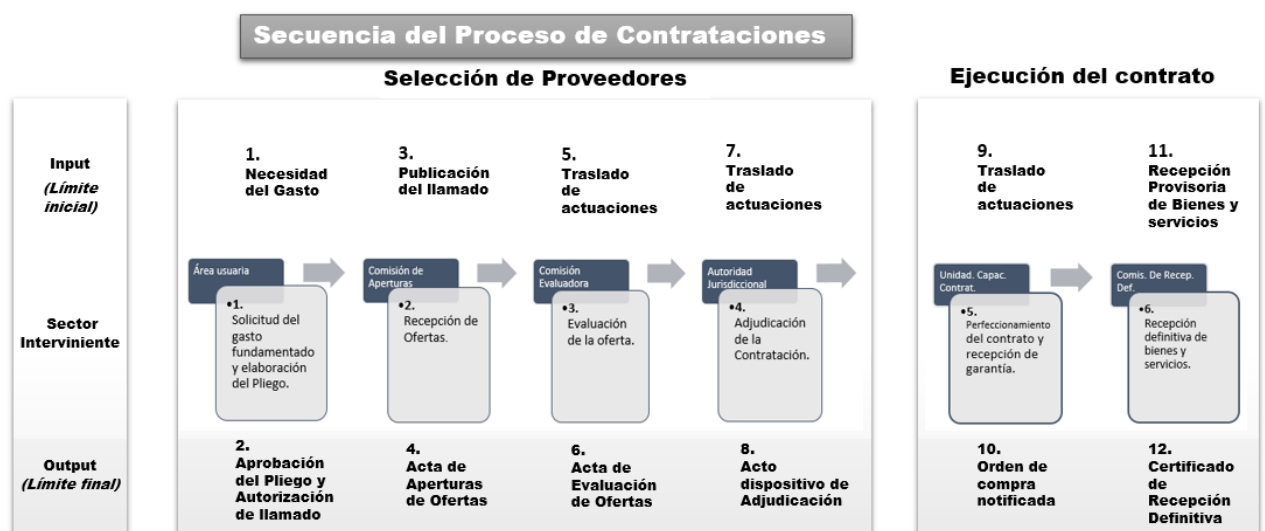 Secuencia del Proceso de Contrataciones
Selección de Proveedores
Ejecución del contrato
Input
(Límite
inicial)
1.
Necesidad
del Gasto
3.
Publicación
del llamado
5.
Traslado
de
actuaciones
7.
Traslado
de
actuaciones
9.
Traslado
de
actuaciones
11.
Recepción
Provisoria
de Bienes y
servicios
Sector
Interviniente
Área usuaria
•1.
Solicitud del
gasto
fundamentado
y elaboración
del Pliego.
Comisión de
Aperturas
•2.
Recepción de
Ofertas.
Comisión
Evaluadora
•3.
Evaluación
de la oferta.
Autoridad
Jurisdiccional
•4.
Adjudicación
de la
Contratación.
Unidad. Capac.
Contrat.
•5.
Perfeccionamiento
del contrato y
recepción de
garantía.
Comis. De Recep.
Def.
•6.
Recepción
definitiva de
bienes y
servicios.
Output
(Límite final)
2.
Aprobación
del Pliego y
Autorización
de llamado
4.
Acta de
Aperturas
de Ofertas
6.
Acta de
Evaluación
de Ofertas
8.
Acto
dispositivo de
Adjudicación
10.
Orden de
compra
notificada
12.
Certificado
de
Recepción
Definitiva